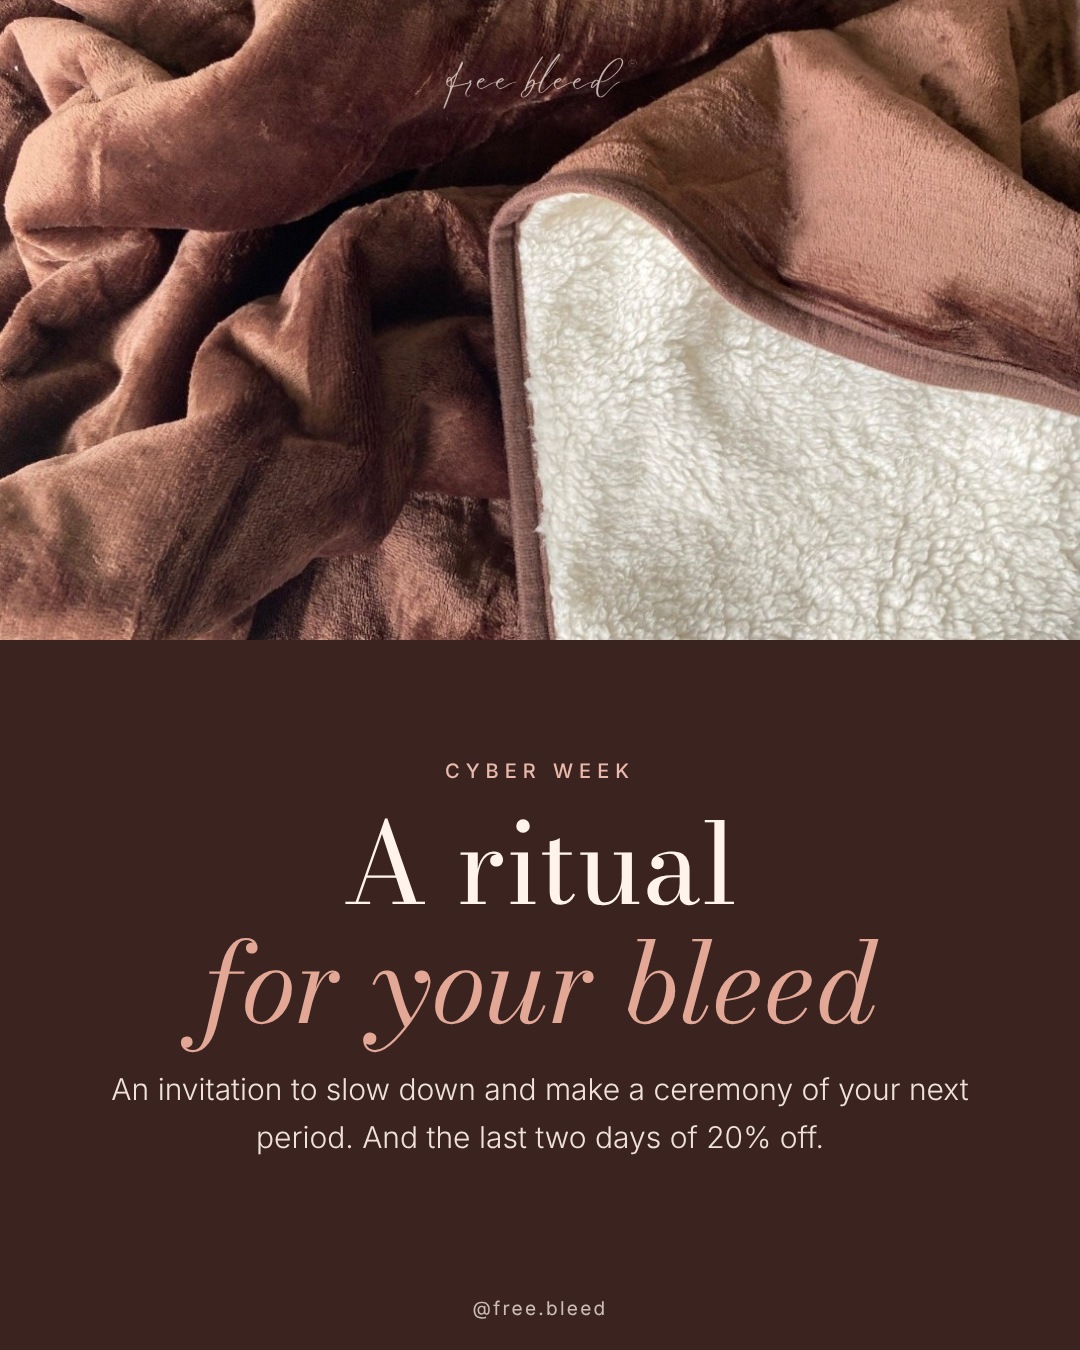 free bleed
CYBER WEEK
A ritual
for your bleed
An invitation to slow down and make a ceremony of your next
period. And the last two days of 20% off.
@free.bleed